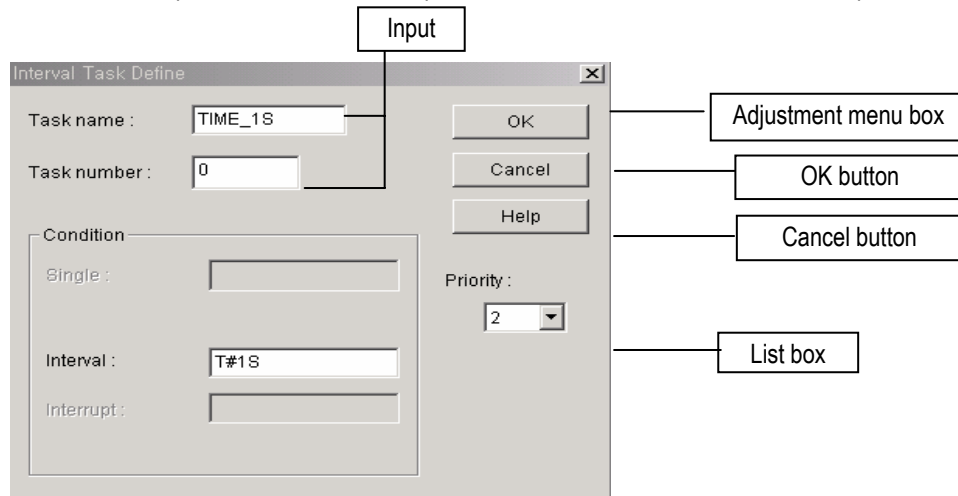 Input
Interval Task Define
Task name : TIME_1S
OK
Adjustment menu box
Task number : 0
Cancel
OK button
Help
Cancel button
Condition
Single :
Priority :
2
Interval : T#1S
List box
Interrupt :